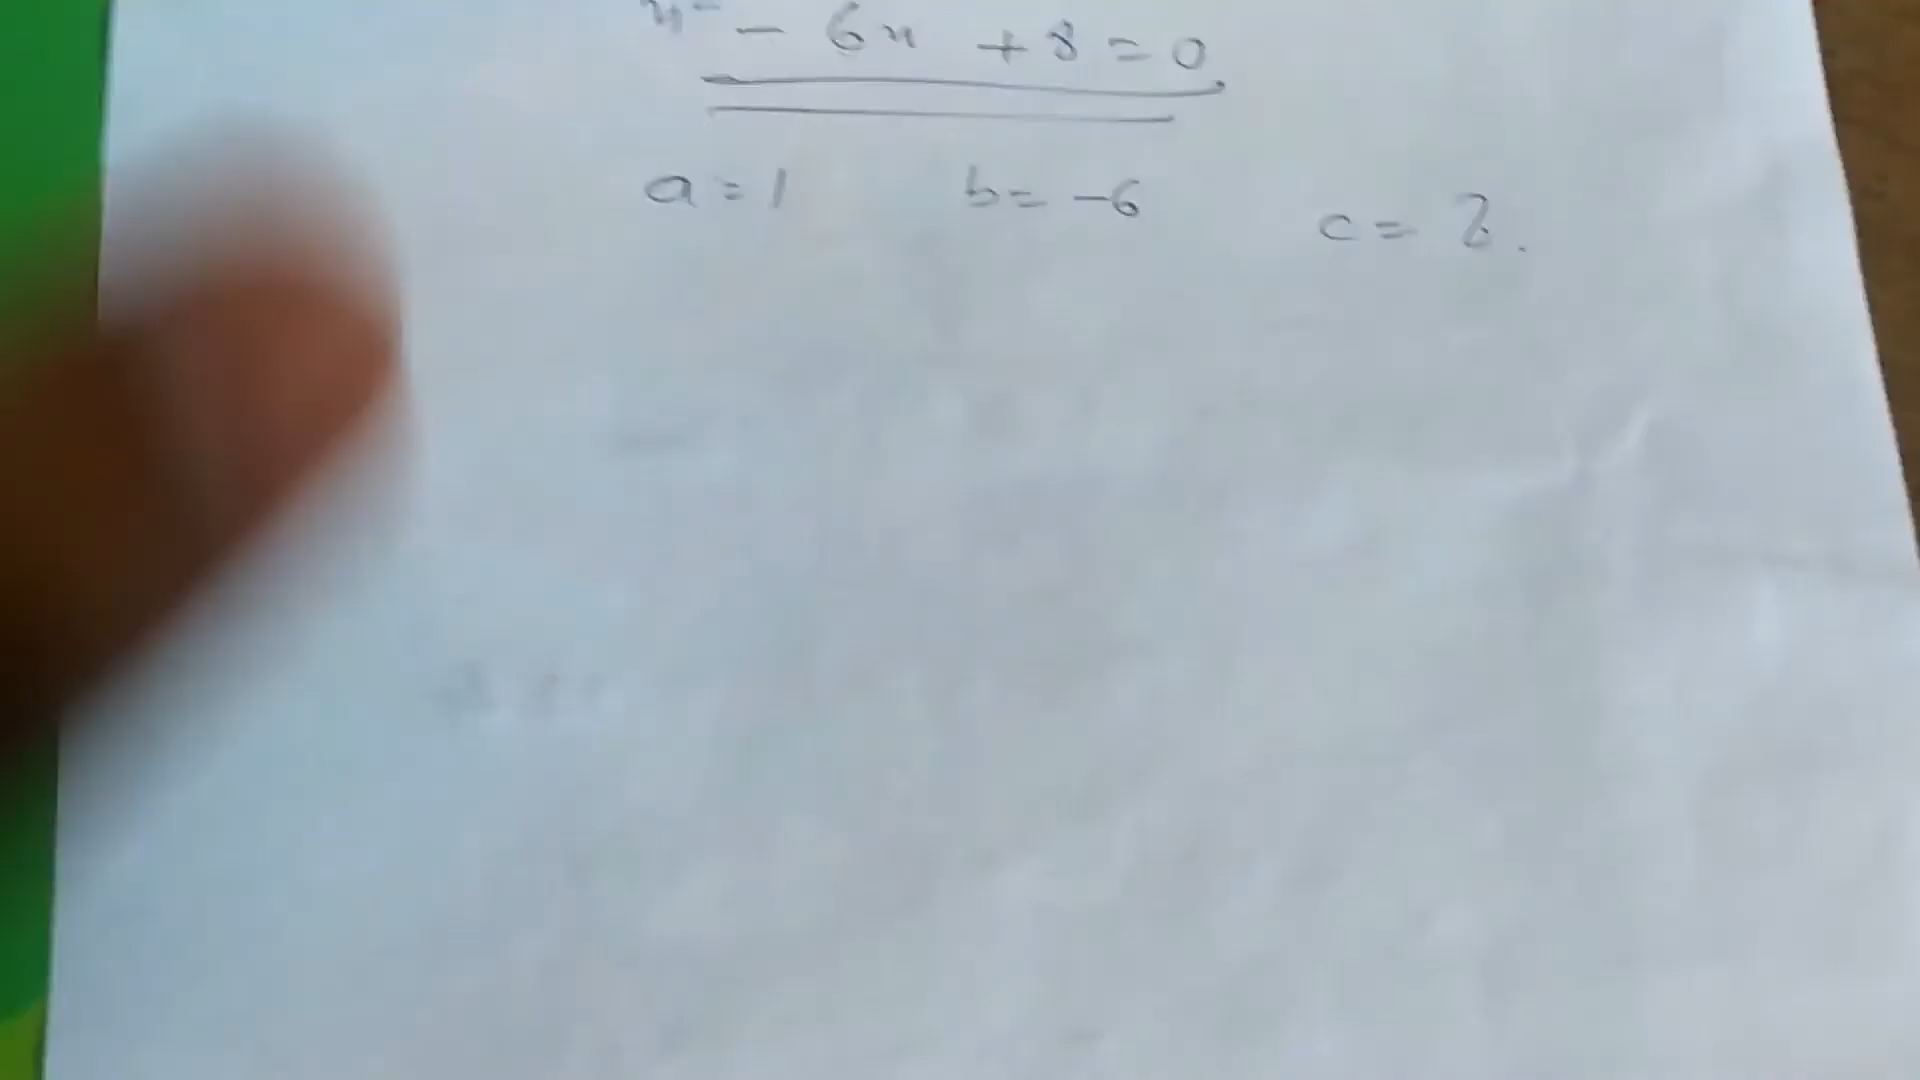 x² - 6x + 8 = 0
a = 1 b = -6 c = 8.